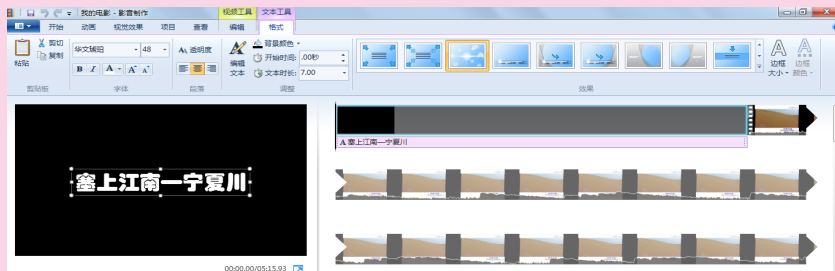 我的电影 - 影音制作
视频工具 文本工具
开始 动画 视觉效果 项目 查看 编辑 格式
粘贴 剪切 复制
剪贴板
华文琥珀 48 透明度
B I A A A
字体
段落
编辑文本
背景颜色
开始时间: .00秒
文本时长: 7.00
调整
效果
边框大小 边框颜色
塞上江南—宁夏川
A 塞上江南—宁夏川
00:00.00/05:15.93